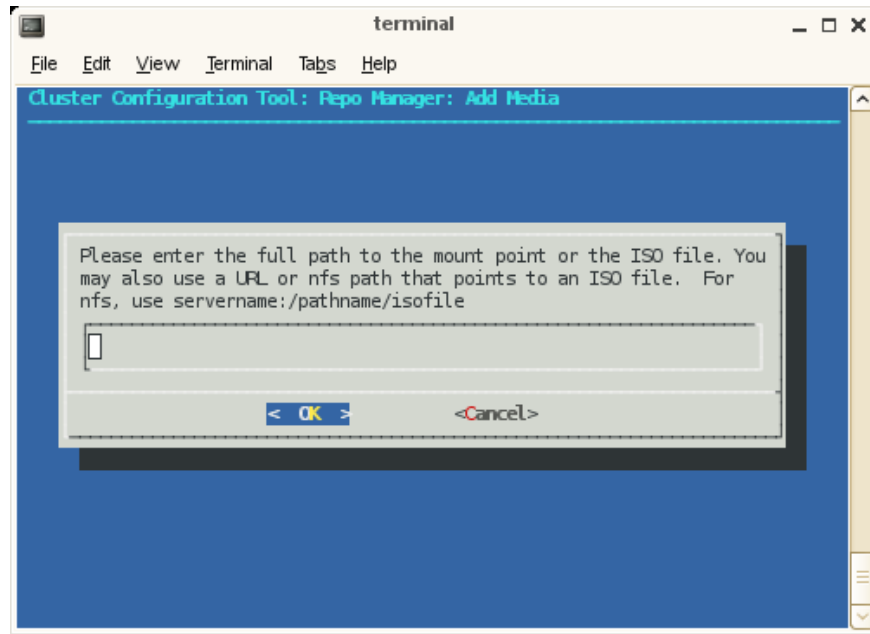 terminal
File Edit View Terminal Tabs Help
Cluster Configuration Tool: Repo Manager: Add Media
Please enter the full path to the mount point or the ISO file. You
may also use a URL or nfs path that points to an ISO file.  For
nfs, use servername:/pathname/isofile
< OK > <Cancel>